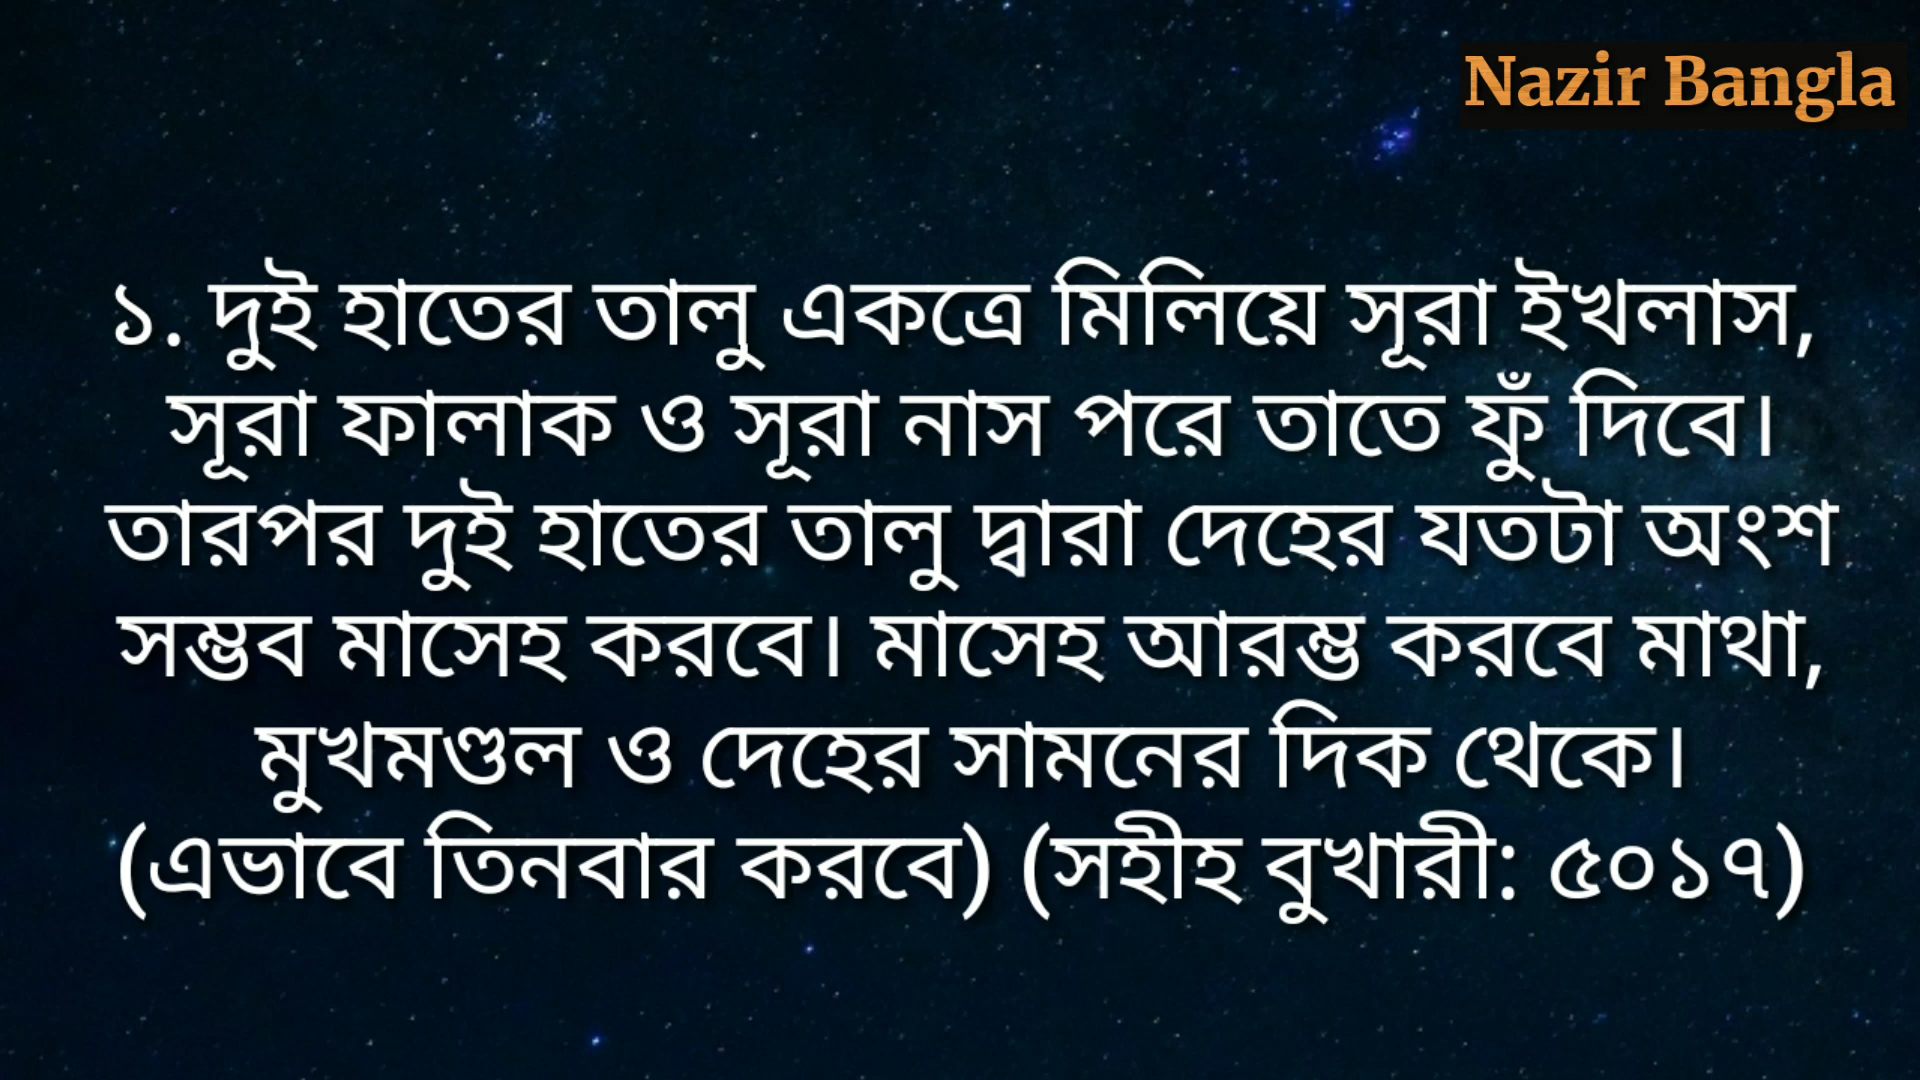 Nazir Bangla
১. দুই হাতের তালু একত্রে মিলিয়ে সূরা ইখলাস,
সূরা ফালাক ও সূরা নাস পরে তাতে ফুঁ দিবে।
তারপর দুই হাতের তালু দ্বারা দেহের যতটা অংশ
সম্ভব মাসেহ করবে। মাসেহ আরম্ভ করবে মাথা,
মুখমণ্ডল ও দেহের সামনের দিক থেকে।
(এভাবে তিনবার করবে) (সহীহ বুখারী: ৫০১৭)